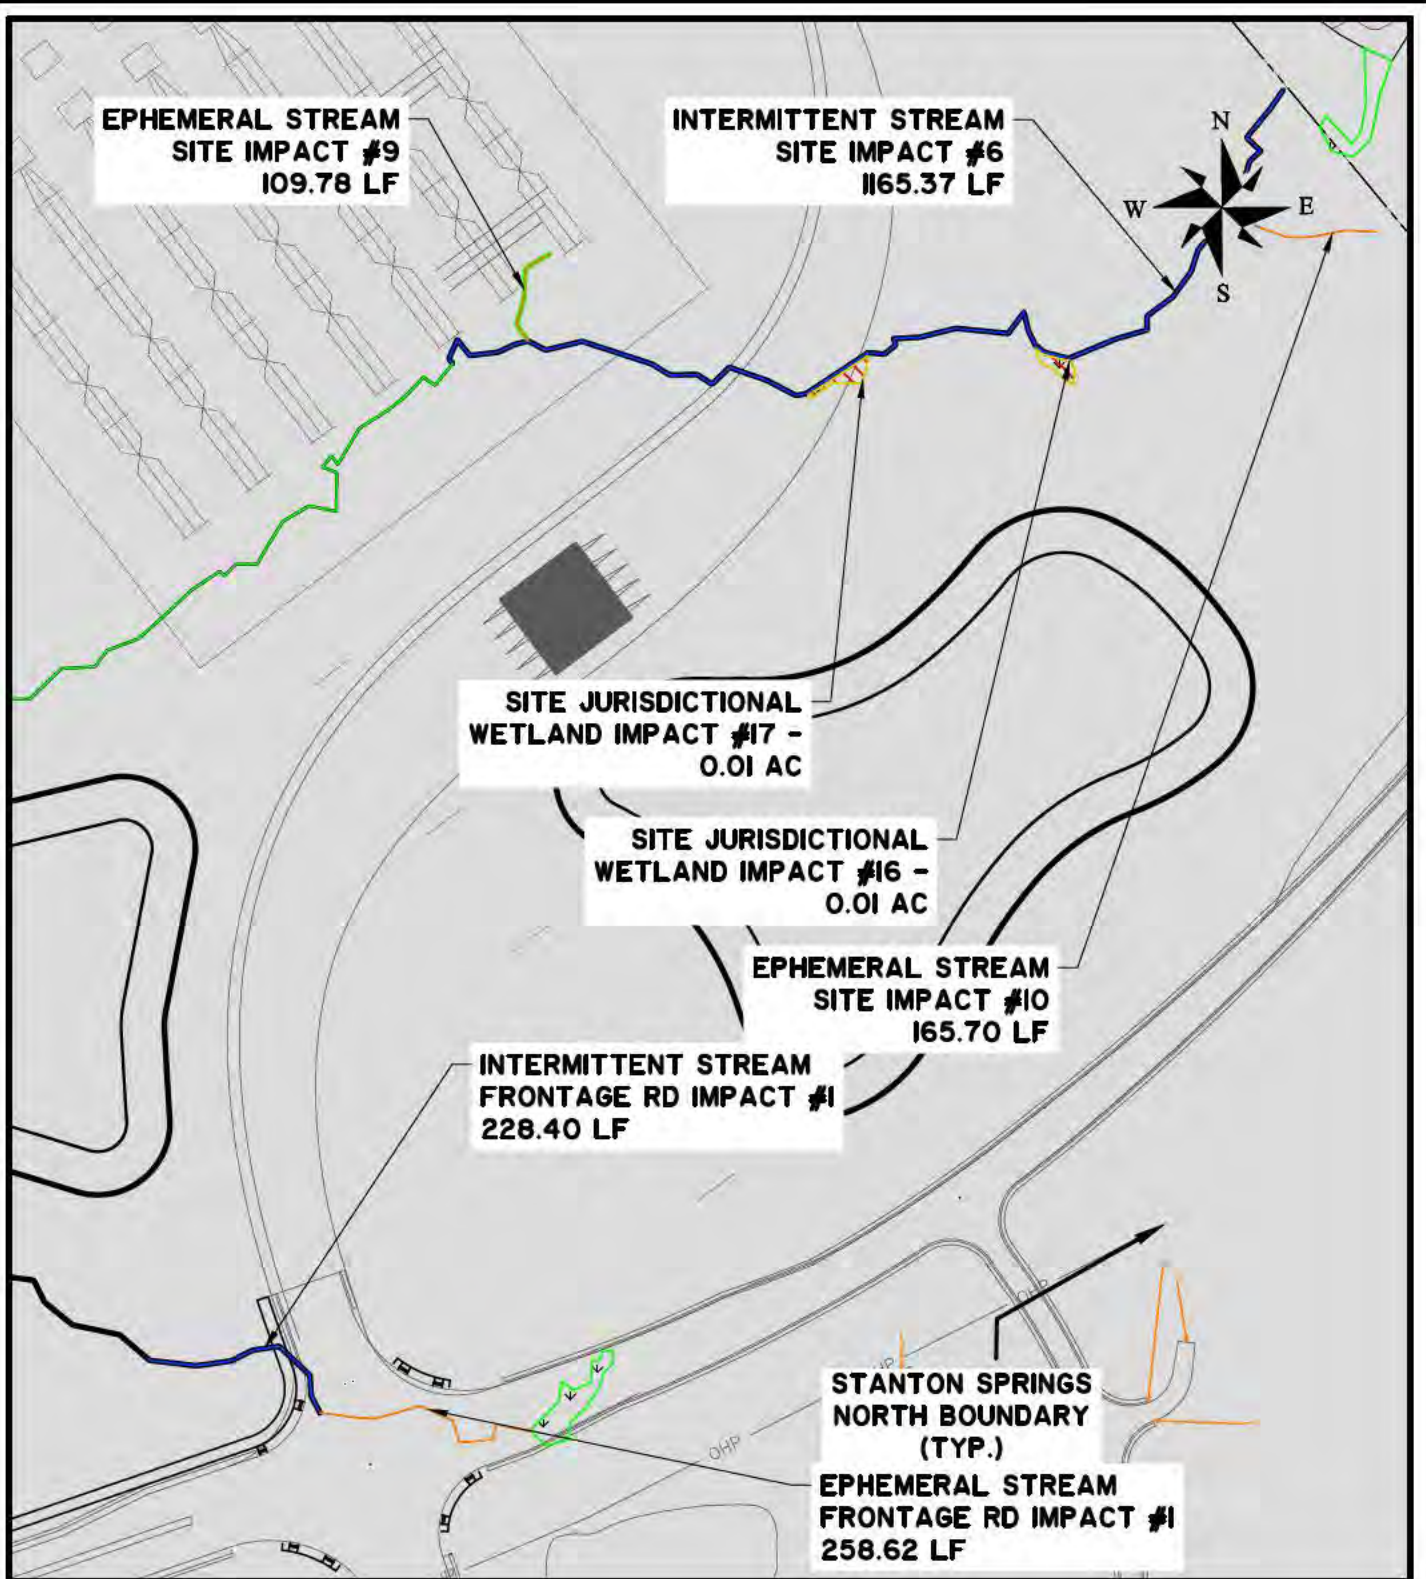 EPHEMERAL STREAM
SITE IMPACT #9
109.78 LF
INTERMITTENT STREAM
SITE IMPACT #6
1165.37 LF
N
W
E
S
SITE JURISDICTIONAL
WETLAND IMPACT #17 -
0.01 AC
SITE JURISDICTIONAL
WETLAND IMPACT #16 -
0.01 AC
EPHEMERAL STREAM
SITE IMPACT #10
165.70 LF
INTERMITTENT STREAM
FRONTAGE RD IMPACT #1
228.40 LF
OHP
HP
STANTON SPRINGS
NORTH BOUNDARY
(TYP.)
OHP
EPHEMERAL STREAM
FRONTAGE RD IMPACT #1
258.62 LF